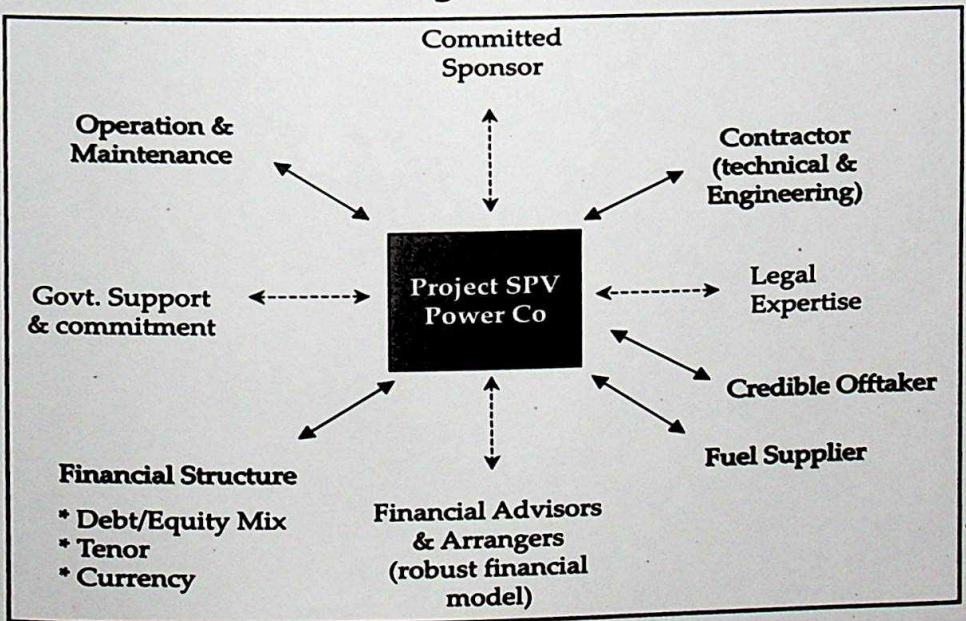 Committed
Sponsor
Operation &
Maintenance
Contractor
(technical &
Engineering)
Project SPV
Power Co
Govt. Support
& commitment
Legal
Expertise
Credible Offtaker
Fuel Supplier
Financial Structure
* Debt/Equity Mix
* Tenor
* Currency
Financial Advisors
& Arrangers
(robust financial
model)